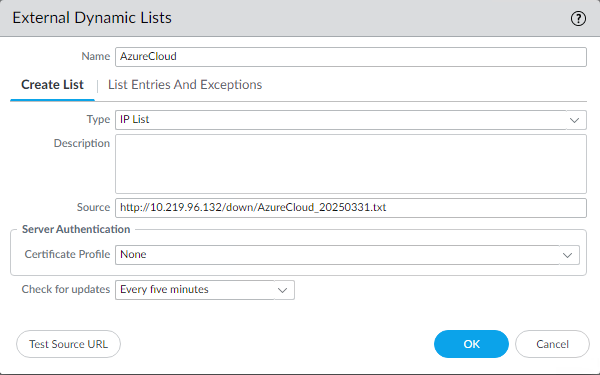 External Dynamic Lists
Name AzureCloud
Create List List Entries And Exceptions
Type IP List
Description
Source http://10.219.96.132/down/AzureCloud_20250331.txt
Server Authentication
Certificate Profile None
Check for updates Every five minutes
Test Source URL OK Cancel